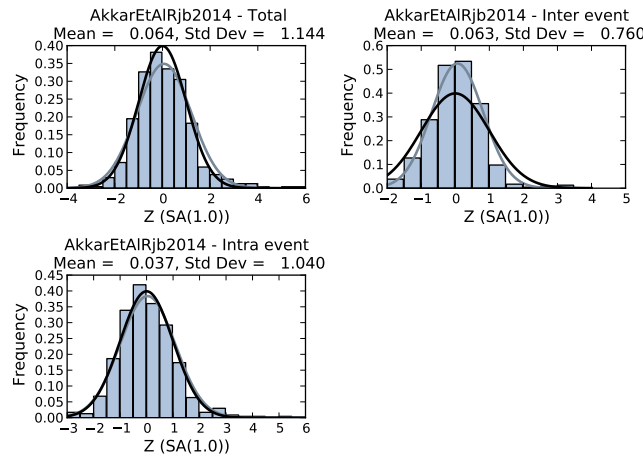 AkkarEtAlRjb2014 - Total
Mean = 0.064, Std Dev = 1.144
0.40
0.35
0.30
0.25
0.20
0.15
0.10
0.05
0.00
Frequency
−4 −2 0 2 4 6
Z (SA(1.0))
AkkarEtAlRjb2014 - Inter event
Mean = 0.063, Std Dev = 0.760
0.6
0.5
0.4
0.3
0.2
0.1
0.0
Frequency
−2 −1 0 1 2 3 4 5
Z (SA(1.0))
AkkarEtAlRjb2014 - Intra event
Mean = 0.037, Std Dev = 1.040
0.45
0.40
0.35
0.30
0.25
0.20
0.15
0.10
0.05
0.00
Frequency
−3 −2 −1 0 1 2 3 4 5 6
Z (SA(1.0))